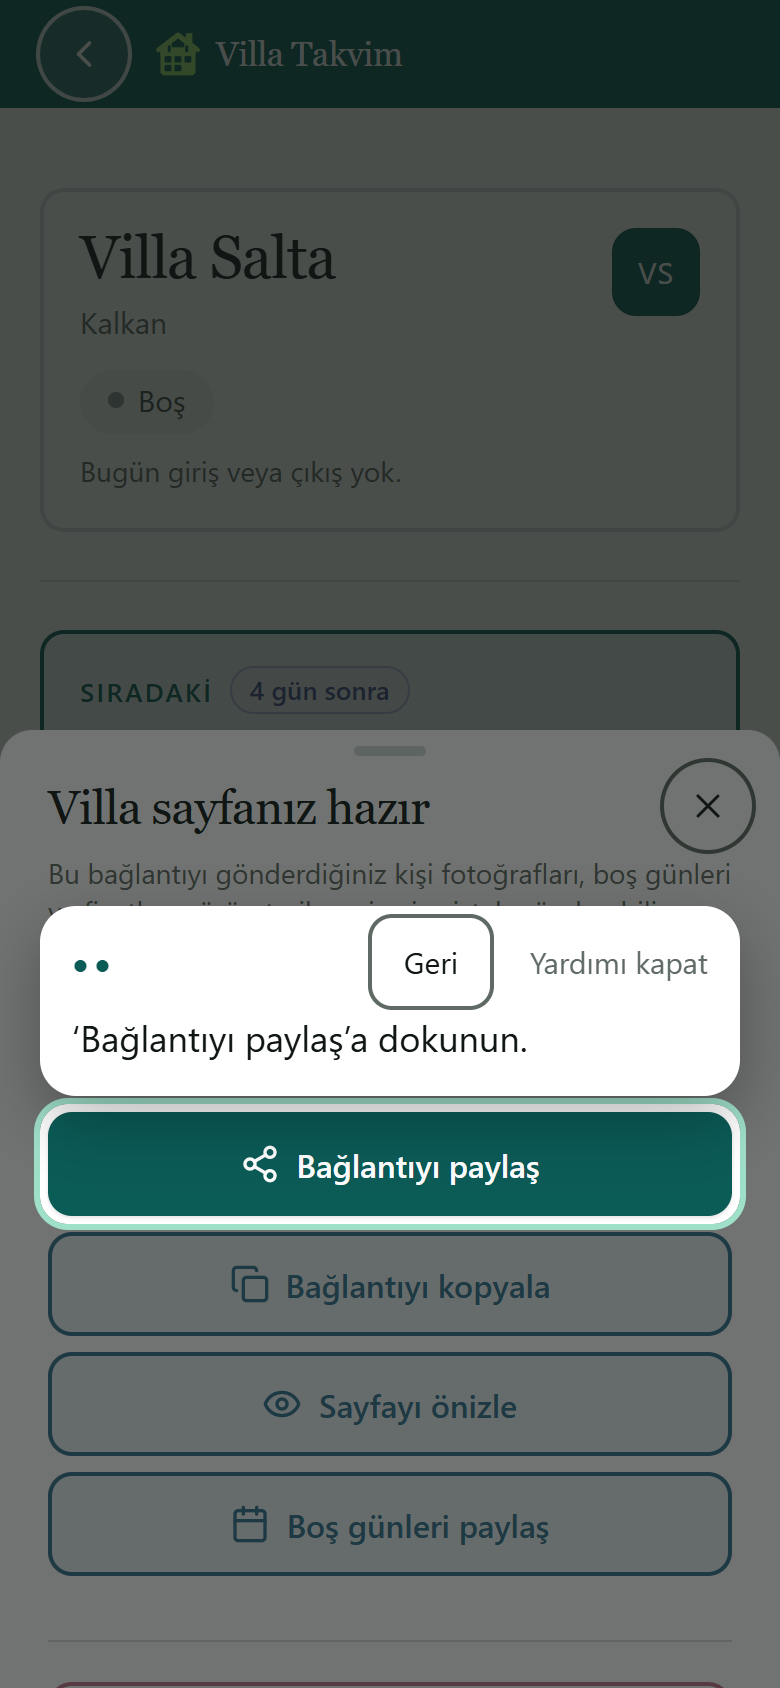 Villa Takvim
Villa Salta
VS
Kalkan
Boş
Bugün giriş veya çıkış yok.
SIRADAKİ
4 gün sonra
Villa sayfanız hazır
Bu bağlantıyı gönderdiğiniz kişi fotoğrafları, boş günleri
Geri
Yardımı kapat
‘Bağlantıyı paylaş’a dokunun.
Bağlantıyı paylaş
Bağlantıyı kopyala
Sayfayı önizle
Boş günleri paylaş